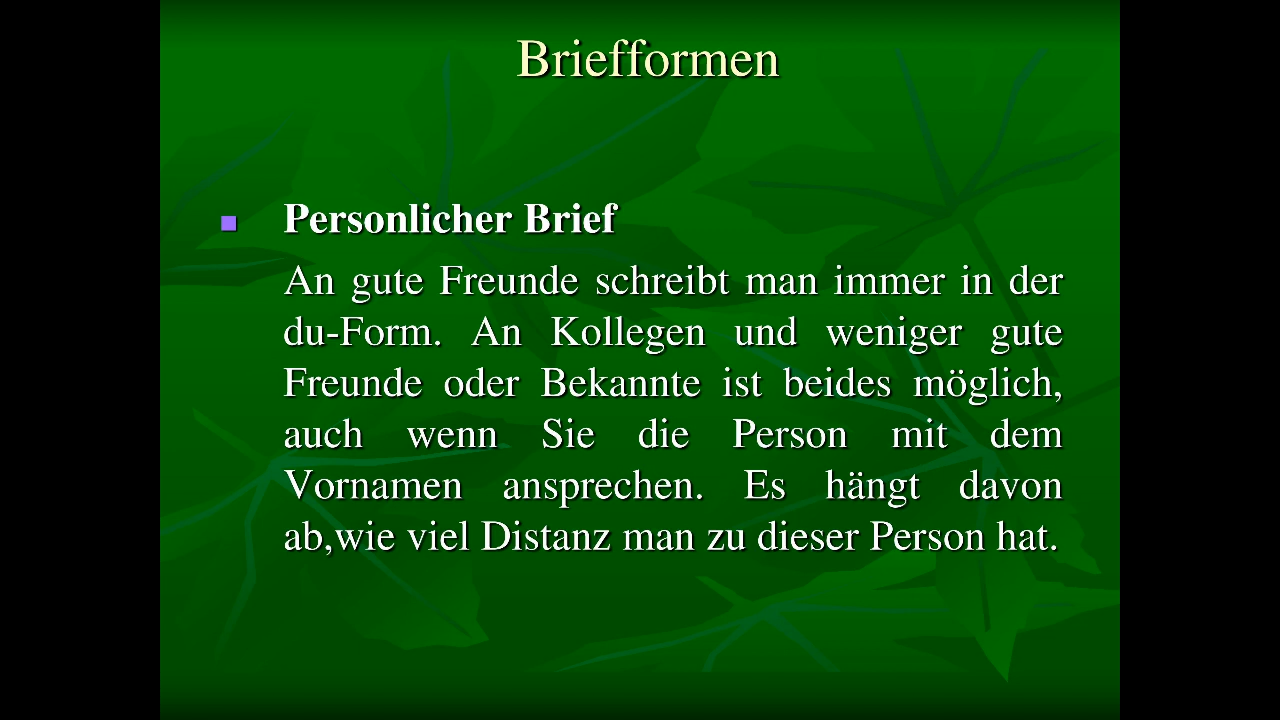 Briefformen
Personlicher Brief
An gute Freunde schreibt man immer in der
du-Form. An Kollegen und weniger gute
Freunde oder Bekannte ist beides möglich,
auch wenn Sie die Person mit dem
Vornamen ansprechen. Es hängt davon
ab,wie viel Distanz man zu dieser Person hat.